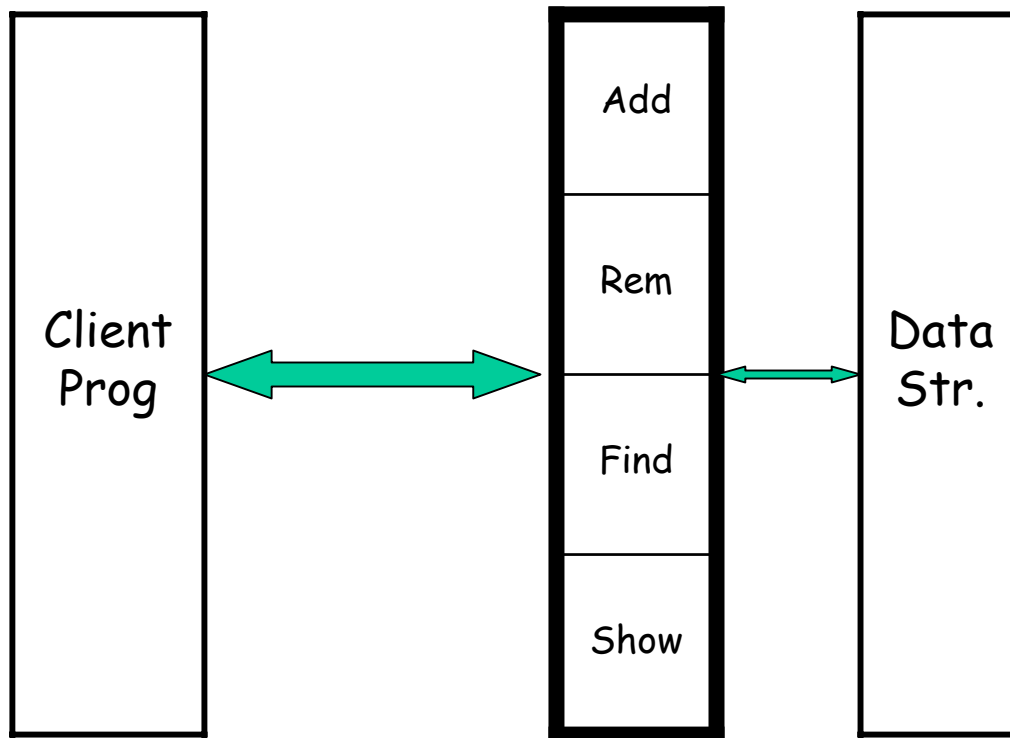 Client
Prog
Add
Rem
Find
Show
Data
Str.